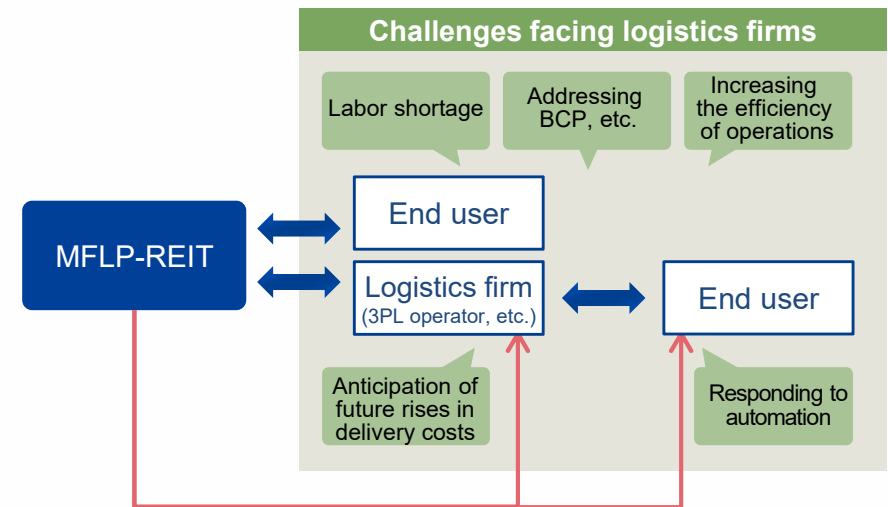 Challenges facing logistics firms
Labor shortage
Addressing
BCP, etc.
Increasing
the efficiency
of operations
End user
MFLP-REIT
Logistics firm
(3PL operator, etc.)
End user
Anticipation of
future rises in
delivery costs
Responding to
automation